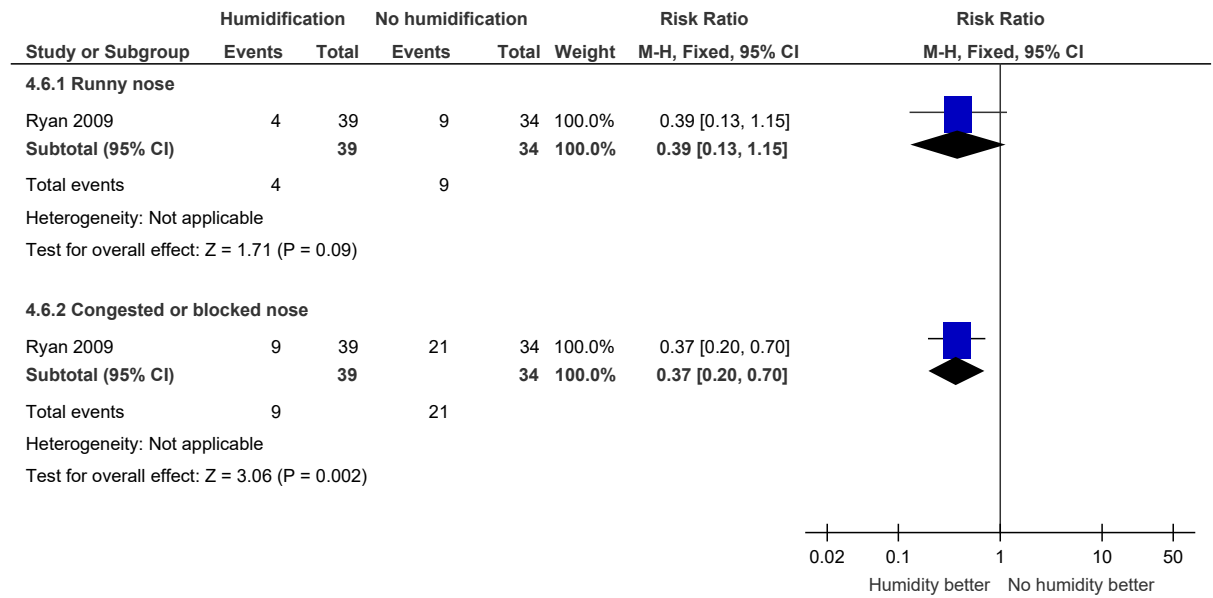 Humidification No humidification Risk Ratio Risk Ratio
Study or Subgroup Events Total Events Total Weight M-H, Fixed, 95% CI M-H, Fixed, 95% CI
4.6.1 Runny nose
Ryan 2009 4 39 9 34 100.0% 0.39 [0.13, 1.15]
Subtotal (95% CI) 39 34 100.0% 0.39 [0.13, 1.15]
Total events 4 9
Heterogeneity: Not applicable
Test for overall effect: Z = 1.71 (P = 0.09)
4.6.2 Congested or blocked nose
Ryan 2009 9 39 21 34 100.0% 0.37 [0.20, 0.70]
Subtotal (95% CI) 39 34 100.0% 0.37 [0.20, 0.70]
Total events 9 21
Heterogeneity: Not applicable
Test for overall effect: Z = 3.06 (P = 0.002)
0.02 0.1 1 10 50
Humidity better No humidity better